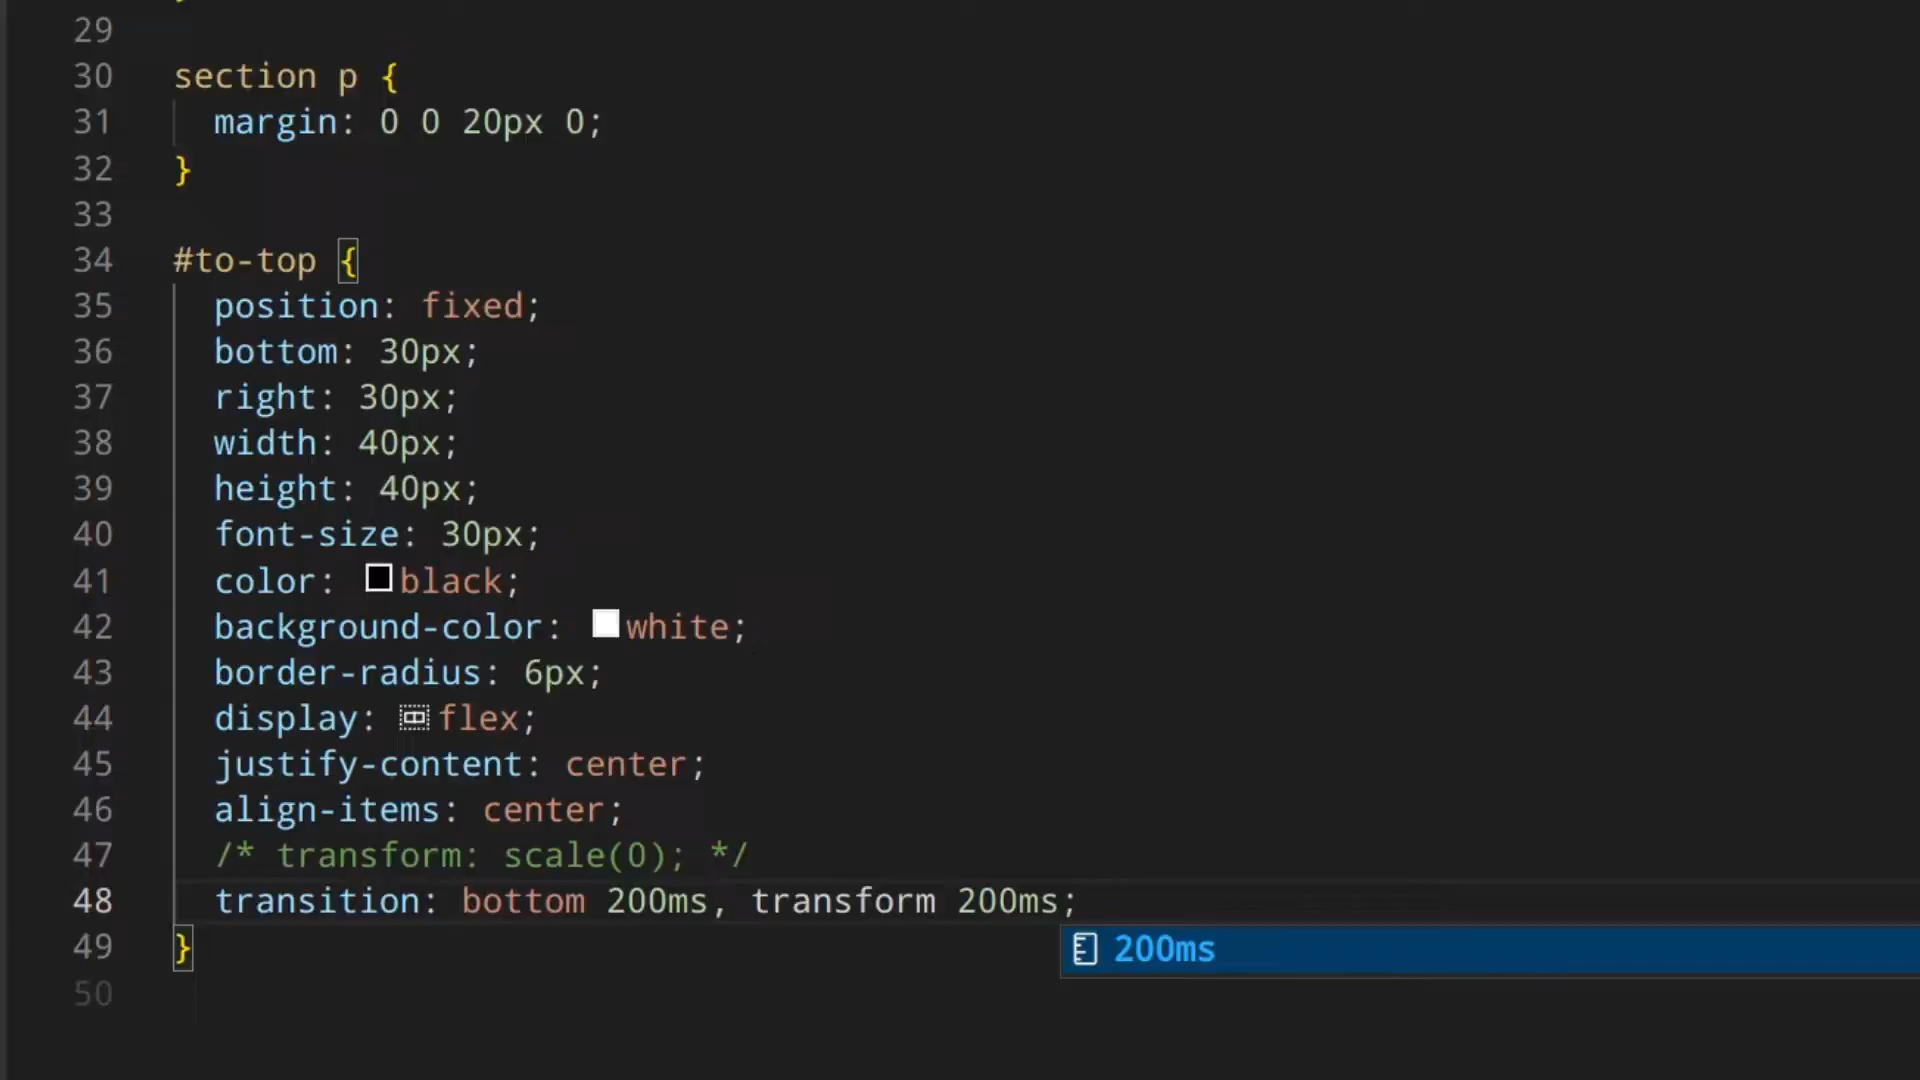 29
30 section p {
31 margin: 0 0 20px 0;
32 }
33
34 #to-top {
35 position: fixed;
36 bottom: 30px;
37 right: 30px;
38 width: 40px;
39 height: 40px;
40 font-size: 30px;
41 color: black;
42 background-color: white;
43 border-radius: 6px;
44 display: flex;
45 justify-content: center;
46 align-items: center;
47 /* transform: scale(0); */
48 transition: bottom 200ms, transform 200ms;
49 }
200ms
50